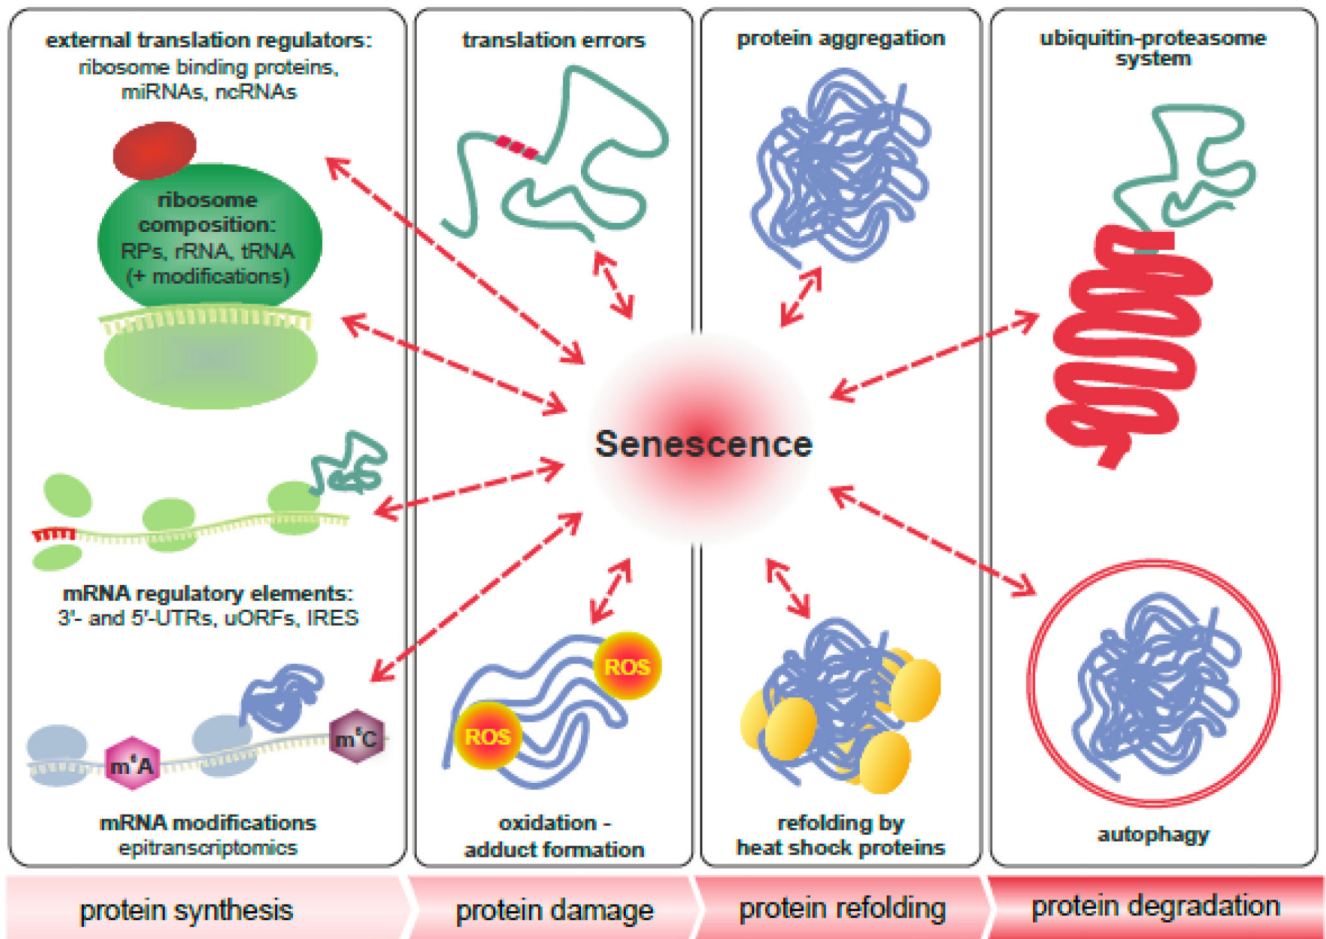 external translation regulators:
ribosome binding proteins,
miRNAs, ncRNAs
ribosome
composition:
RPs, rRNA, tRNA
(+ modifications)
mRNA regulatory elements:
3'- and 5'-UTRs, uORFs, IRES
m⁶A
m⁵C
mRNA modifications
epitranscriptomics
translation errors
ROS
ROS
oxidation -
adduct formation
protein aggregation
Senescence
refolding by
heat shock proteins
ubiquitin-proteasome
system
autophagy
protein synthesis
protein damage
protein refolding
protein degradation